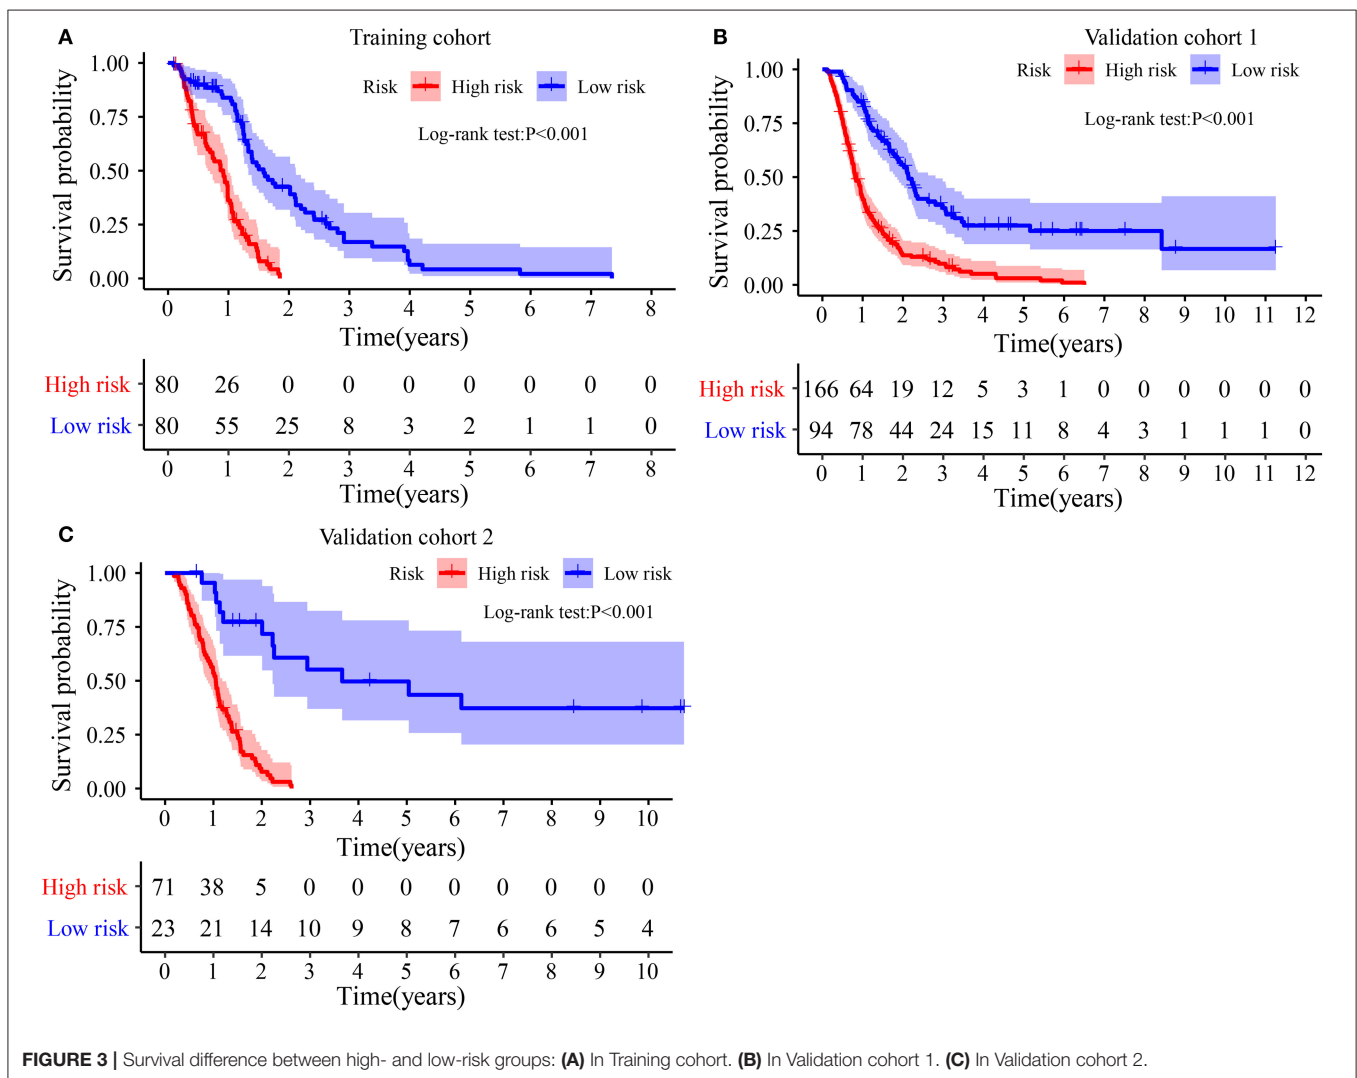 A
Training cohort
Risk High risk Low risk
Log-rank test:P<0.001
Survival probability
1.00
0.75
0.50
0.25
0.00
0 1 2 3 4 5 6 7 8
Time(years)
High risk 80 26 0 0 0 0 0 0 0
Low risk 80 55 25 8 3 2 1 1 0
0 1 2 3 4 5 6 7 8
Time(years)
B
Validation cohort 1
Risk High risk Low risk
Log-rank test:P<0.001
Survival probability
1.00
0.75
0.50
0.25
0.00
0 1 2 3 4 5 6 7 8 9 10 11 12
Time(years)
High risk 166 64 19 12 5 3 1 0 0 0 0 0 0
Low risk 94 78 44 24 15 11 8 4 3 1 1 1 0
0 1 2 3 4 5 6 7 8 9 10 11 12
Time(years)
C
Validation cohort 2
Risk High risk Low risk
Log-rank test:P<0.001
Survival probability
1.00
0.75
0.50
0.25
0.00
0 1 2 3 4 5 6 7 8 9 10
Time(years)
High risk 71 38 5 0 0 0 0 0 0 0 0
Low risk 23 21 14 10 9 8 7 6 6 5 4
0 1 2 3 4 5 6 7 8 9 10
Time(years)
FIGURE 3 | Survival difference between high- and low-risk groups: (A) In Training cohort. (B) In Validation cohort 1. (C) In Validation cohort 2.